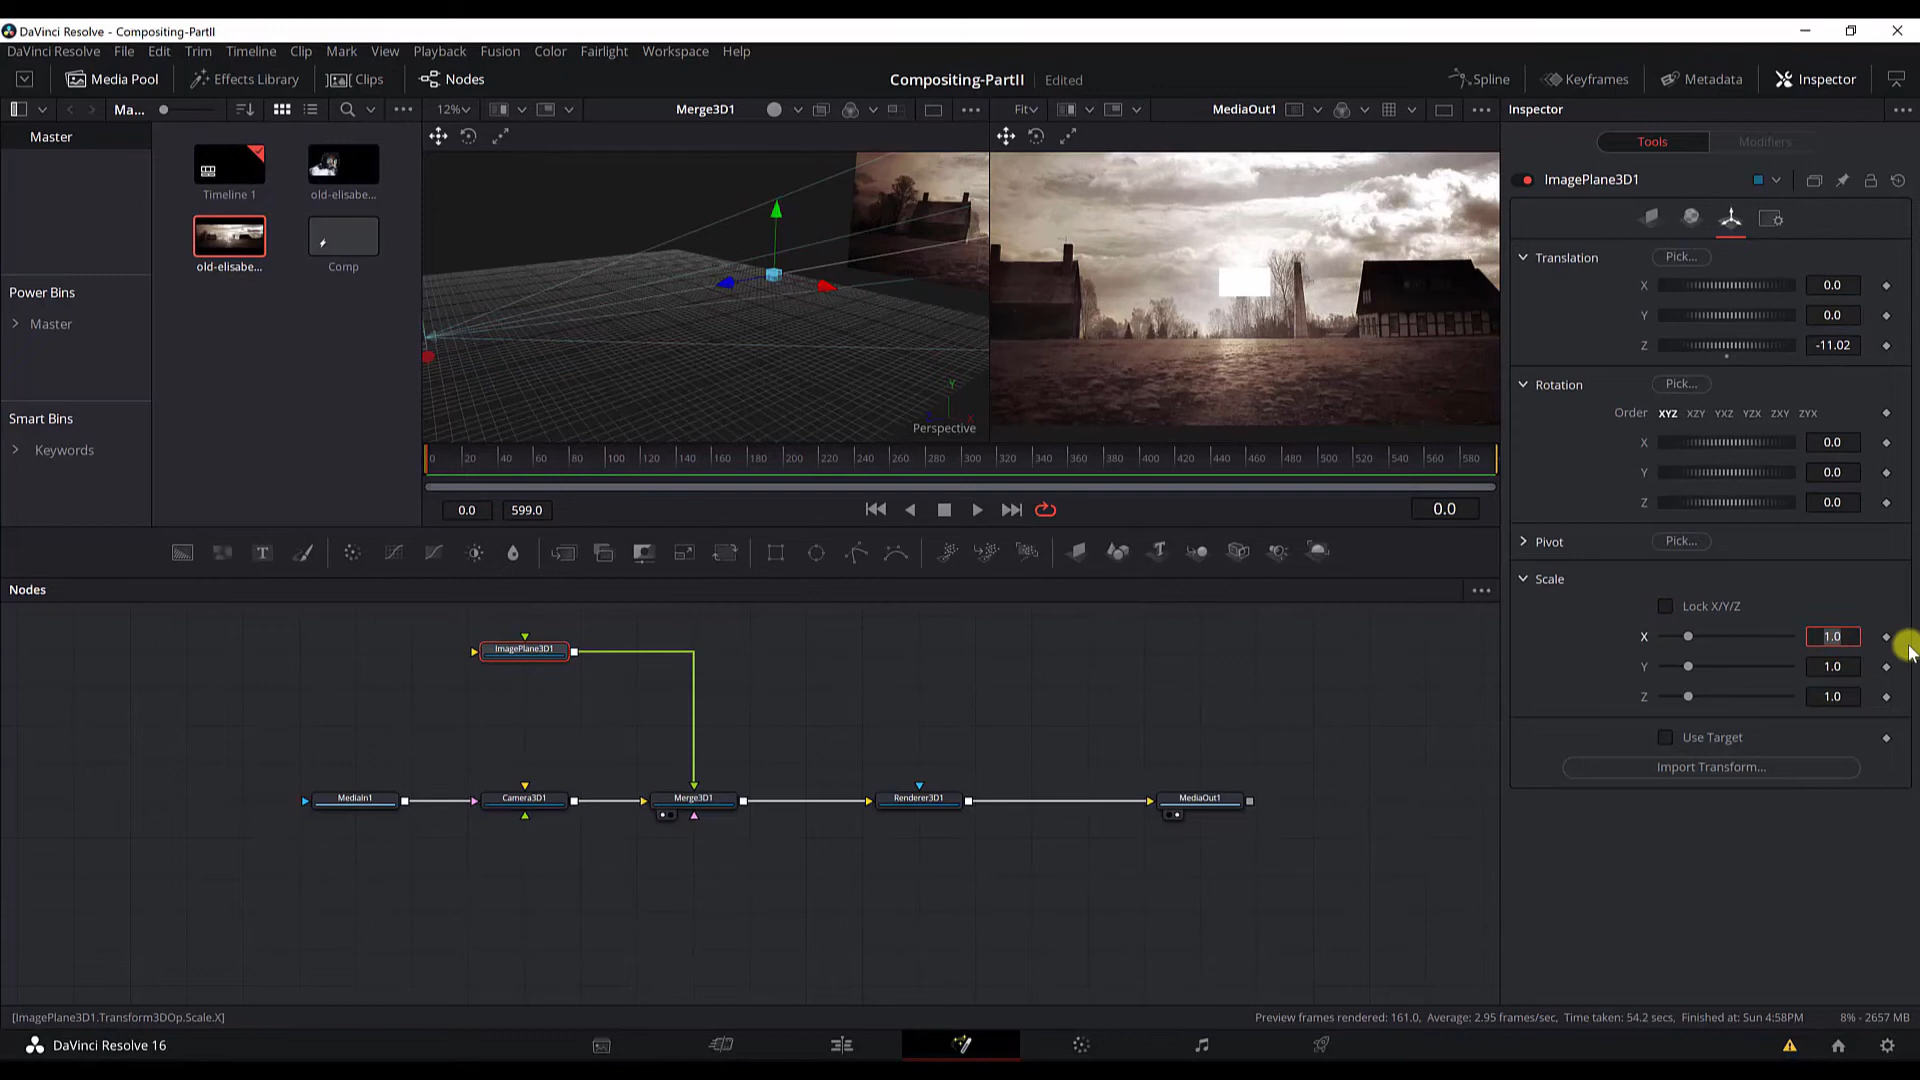 DaVinci Resolve - Compositing-PartII
DaVinci Resolve File Edit Trim Timeline Clip Mark View Playback Fusion Color Fairlight Workspace Help
Media Pool Effects Library Clips Nodes Compositing-PartII Edited Spline Keyframes Metadata Inspector
Ma... 12% Merge3D1 Fit MediaOut1 Inspector
Master
Timeline 1 old-elisabe...
old-elisabe... Comp
Power Bins
Master
Smart Bins
Keywords
Y
X
Perspective
Tools Modifiers
ImagePlane3D1
Translation Pick...
X 0.0
Y 0.0
Z -11.02
Rotation Pick...
Order XYZ XZY YXZ YZX ZXY ZYX
X 0.0
Y 0.0
Z 0.0
Pivot Pick...
Scale
Lock X/Y/Z
X 1.0
Y 1.0
Z 1.0
Use Target
Import Transform...
0 20 40 60 80 100 120 140 160 180 200 220 240 260 280 300 320 340 360 380 400 420 440 460 480 500 520 540 560 580
0.0 599.0 0.0
T T
Nodes
ImagePlane3D1
MediaIn1 Camera3D1 Merge3D1 Renderer3D1 MediaOut1
[ImagePlane3D1.Transform3DOp.Scale.X]
Preview frames rendered: 161.0, Average: 2.95 frames/sec, Time taken: 54.2 secs, Finished at: Sun 4:58PM 8% - 2657 MB
DaVinci Resolve 16